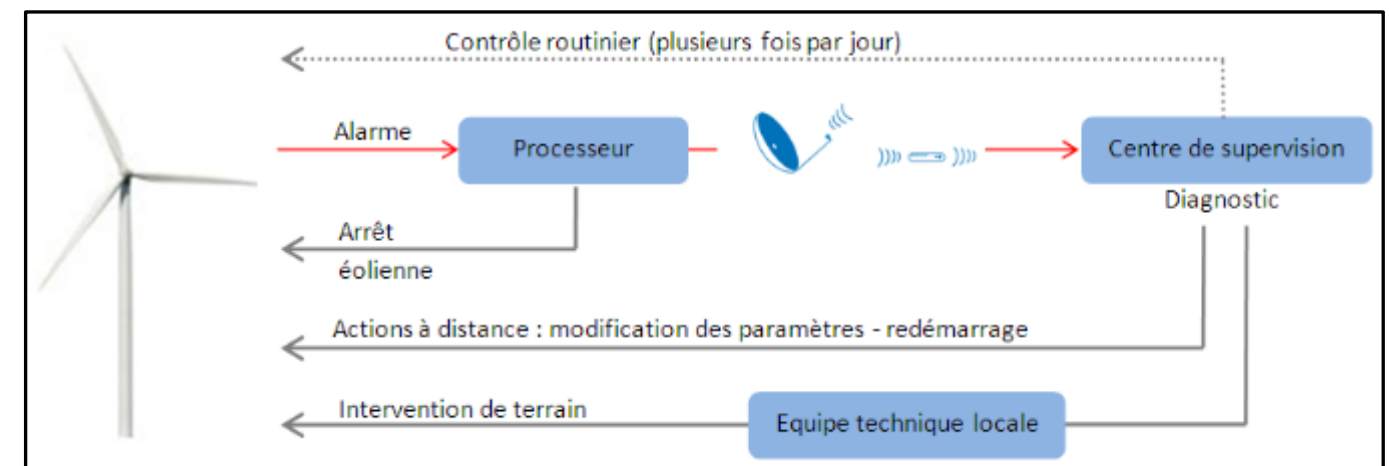 Contrôle routinier (plusieurs fois par jour)
Alarme
Processeur
Centre de supervision
Diagnostic
Arrêt
éolienne
Actions à distance : modification des paramètres - redémarrage
Intervention de terrain
Equipe technique locale